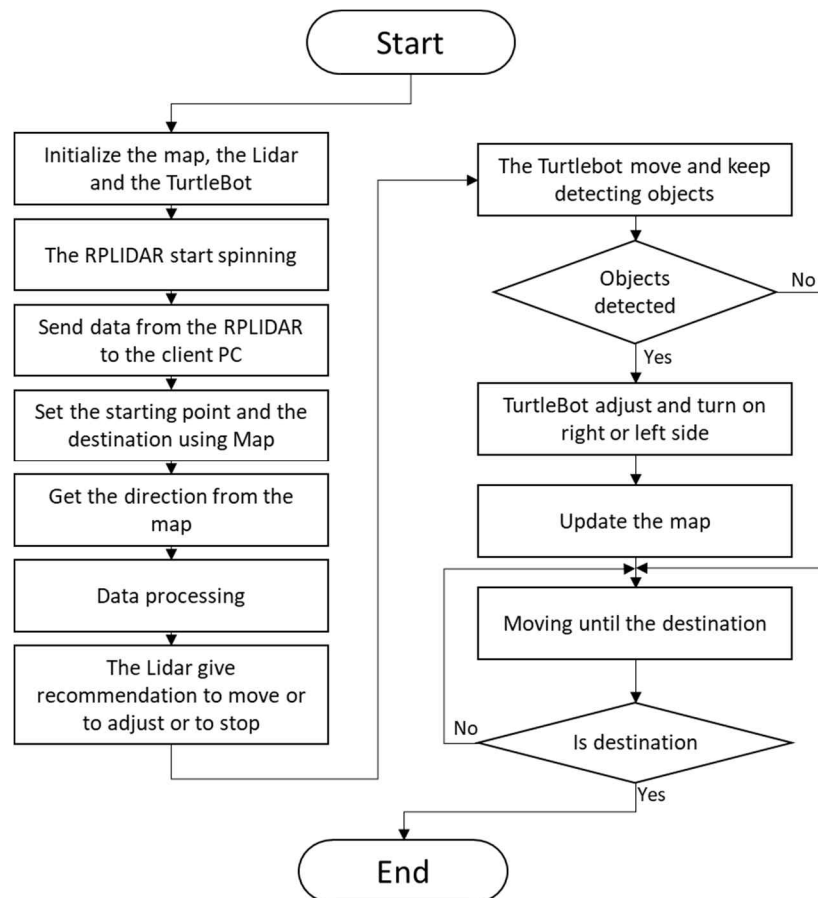 Start
Initialize the map, the Lidar
and the TurtleBot
The RPLIDAR start spinning
Send data from the RPLIDAR
to the client PC
Set the starting point and the
destination using Map
Get the direction from the
map
Data processing
The Lidar give
recommendation to move or
to adjust or to stop
The Turtlebot move and keep
detecting objects
Objects
detected
No
Yes
TurtleBot adjust and turn on
right or left side
Update the map
Moving until the destination
Is destination
No
Yes
End